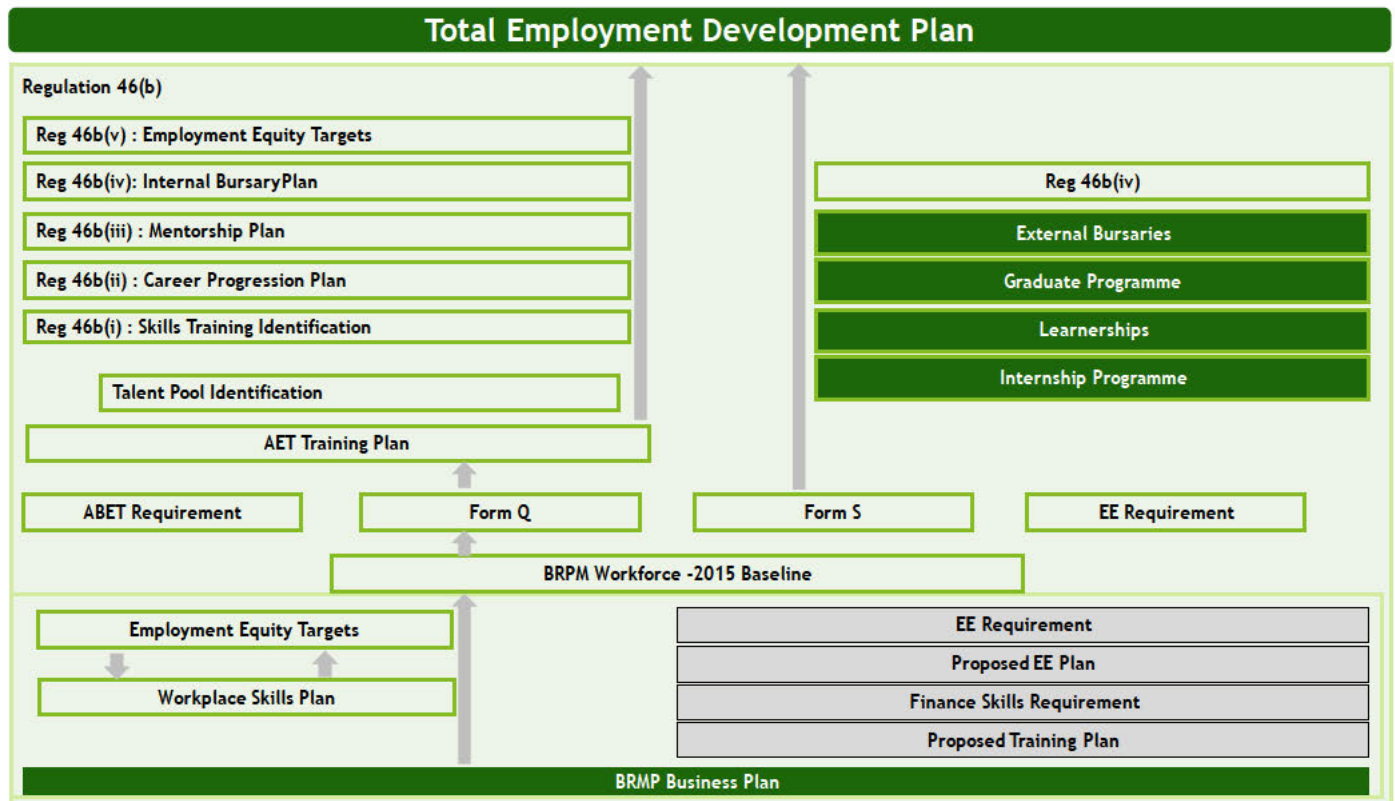 Total Employment Development Plan
Regulation 46(b)
Reg 46b(v) : Employment Equity Targets
Reg 46b(iv): Internal BursaryPlan
Reg 46b(iii) : Mentorship Plan
Reg 46b(ii) : Career Progression Plan
Reg 46b(i) : Skills Training Identification
Talent Pool Identification
AET Training Plan
Reg 46b(iv)
External Bursaries
Graduate Programme
Learnerships
Internship Programme
ABET Requirement
Form Q
Form S
EE Requirement
BRPM Workforce -2015 Baseline
Employment Equity Targets
Workplace Skills Plan
EE Requirement
Proposed EE Plan
Finance Skills Requirement
Proposed Training Plan
BRMP Business Plan